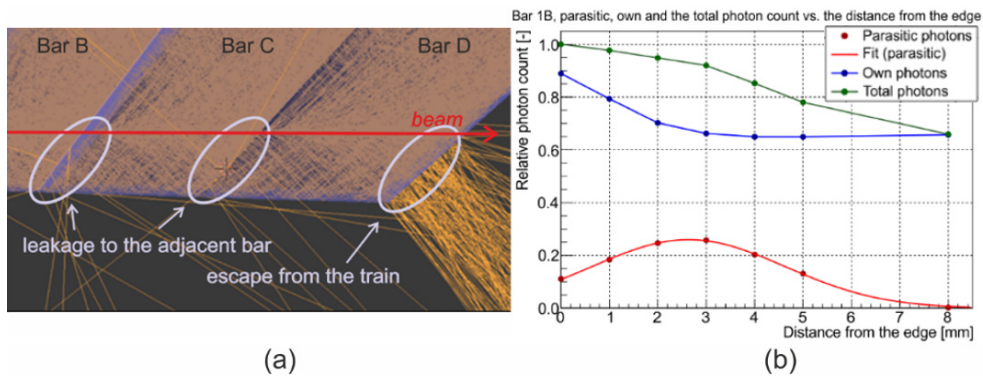 Bar B
Bar C
Bar D
beam
leakage to the adjacent bar
escape from the train
(a)
Bar 1B, parasitic, own and the total photon count vs. the distance from the edge
Relative photon count [-]
Parasitic photons
Fit (parasitic)
Own photons
Total photons
1.0
0.8
0.6
0.4
0.2
0.0
0 1 2 3 4 5 6 7 8
Distance from the edge [mm]
(b)